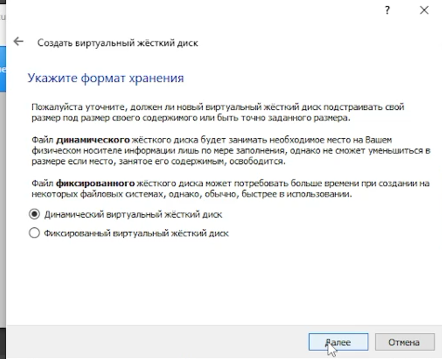 ?
Создать виртуальный жёсткий диск
Укажите формат хранения
Пожалуйста уточните, должен ли новый виртуальный жёсткий диск подстраивать свой
размер под размер своего содержимого или быть точно заданного размера.
Файл динамического жёсткого диска будет занимать необходимое место на Вашем
физическом носителе информации лишь по мере заполнения, однако не сможет уменьшиться в
размере если место, занятое его содержимым, освободится.
Файл фиксированного жёсткого диска может потребовать больше времени при создании на
некоторых файловых системах, однако, обычно, быстрее в использовании.
Динамический виртуальный жёсткий диск
Фиксированный виртуальный жёсткий диск
Далее Отмена